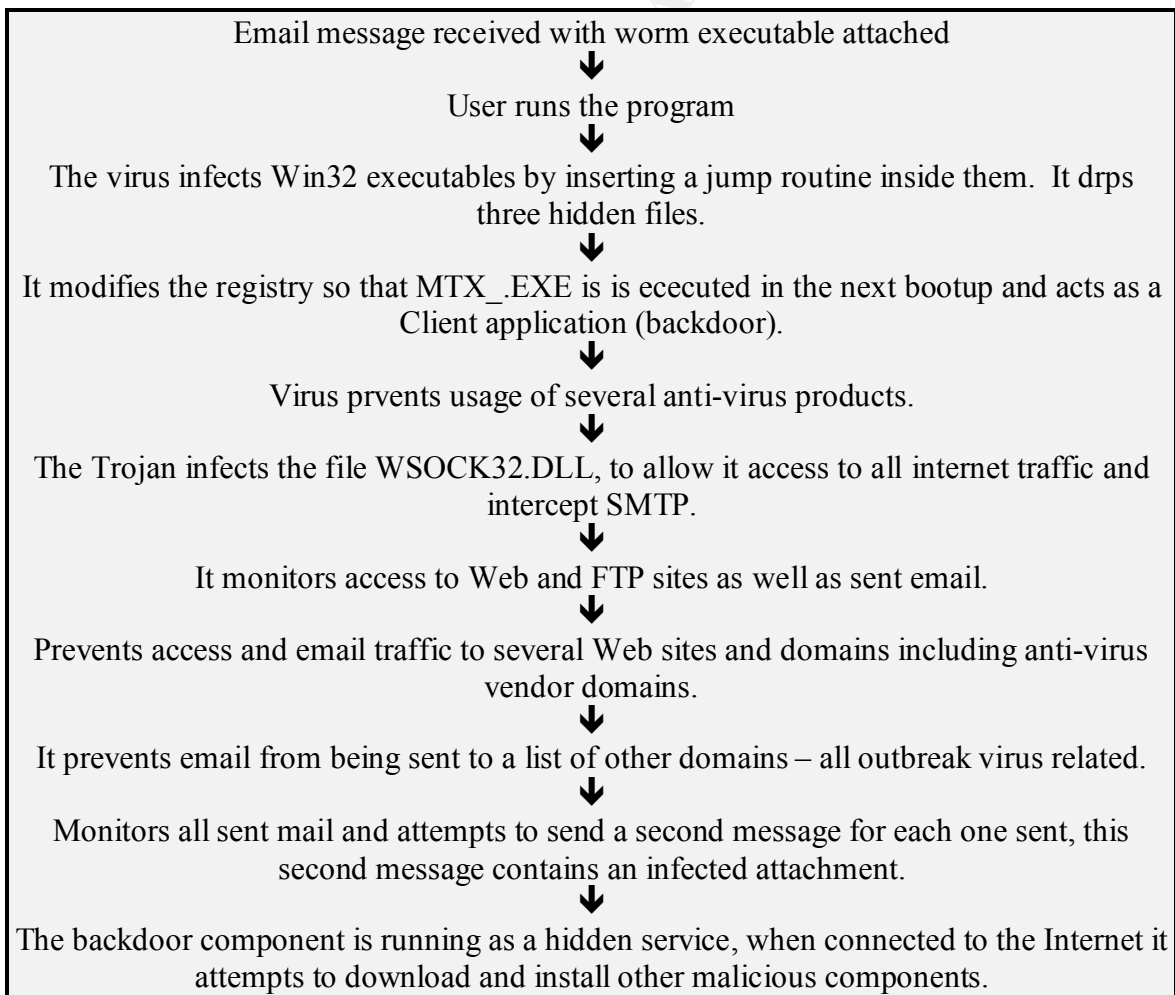 Email message received with worm executable attached
User runs the program
The virus infects Win32 executables by inserting a jump routine inside them.  It drps
three hidden files.
It modifies the registry so that MTX_.EXE is is ececuted in the next bootup and acts as a
Client application (backdoor).
Virus prvents usage of several anti-virus products.
The Trojan infects the file WSOCK32.DLL, to allow it access to all internet traffic and
intercept SMTP.
It monitors access to Web and FTP sites as well as sent email.
Prevents access and email traffic to several Web sites and domains including anti-virus
vendor domains.
It prevents email from being sent to a list of other domains – all outbreak virus related.
Monitors all sent mail and attempts to send a second message for each one sent, this
second message contains an infected attachment.
The backdoor component is running as a hidden service, when connected to the Internet it
attempts to download and install other malicious components.